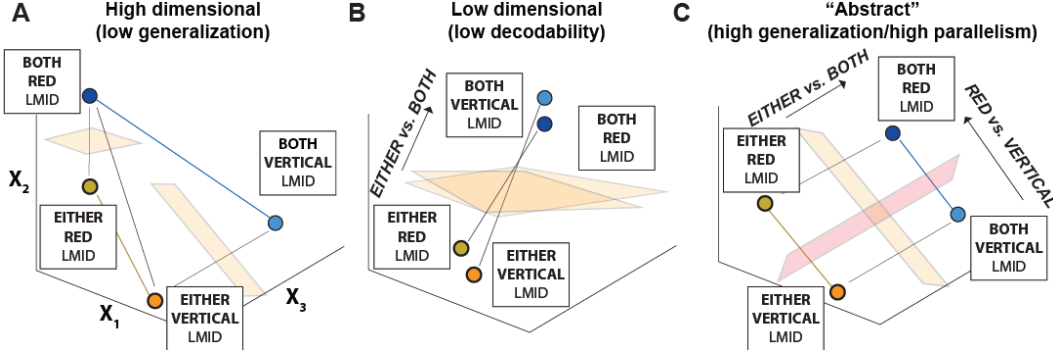 A
High dimensional
(low generalization)
BOTH
RED
LMID
BOTH
VERTICAL
LMID
X2
EITHER
RED
LMID
X1
EITHER
VERTICAL
LMID
X3
B
Low dimensional
(low decodability)
EITHER vs. BOTH
BOTH
VERTICAL
LMID
BOTH
RED
LMID
EITHER
RED
LMID
EITHER
VERTICAL
LMID
C
“Abstract”
(high generalization/high parallelism)
EITHER vs. BOTH
BOTH
RED
LMID
RED vs. VERTICAL
EITHER
RED
LMID
BOTH
VERTICAL
LMID
EITHER
VERTICAL
LMID